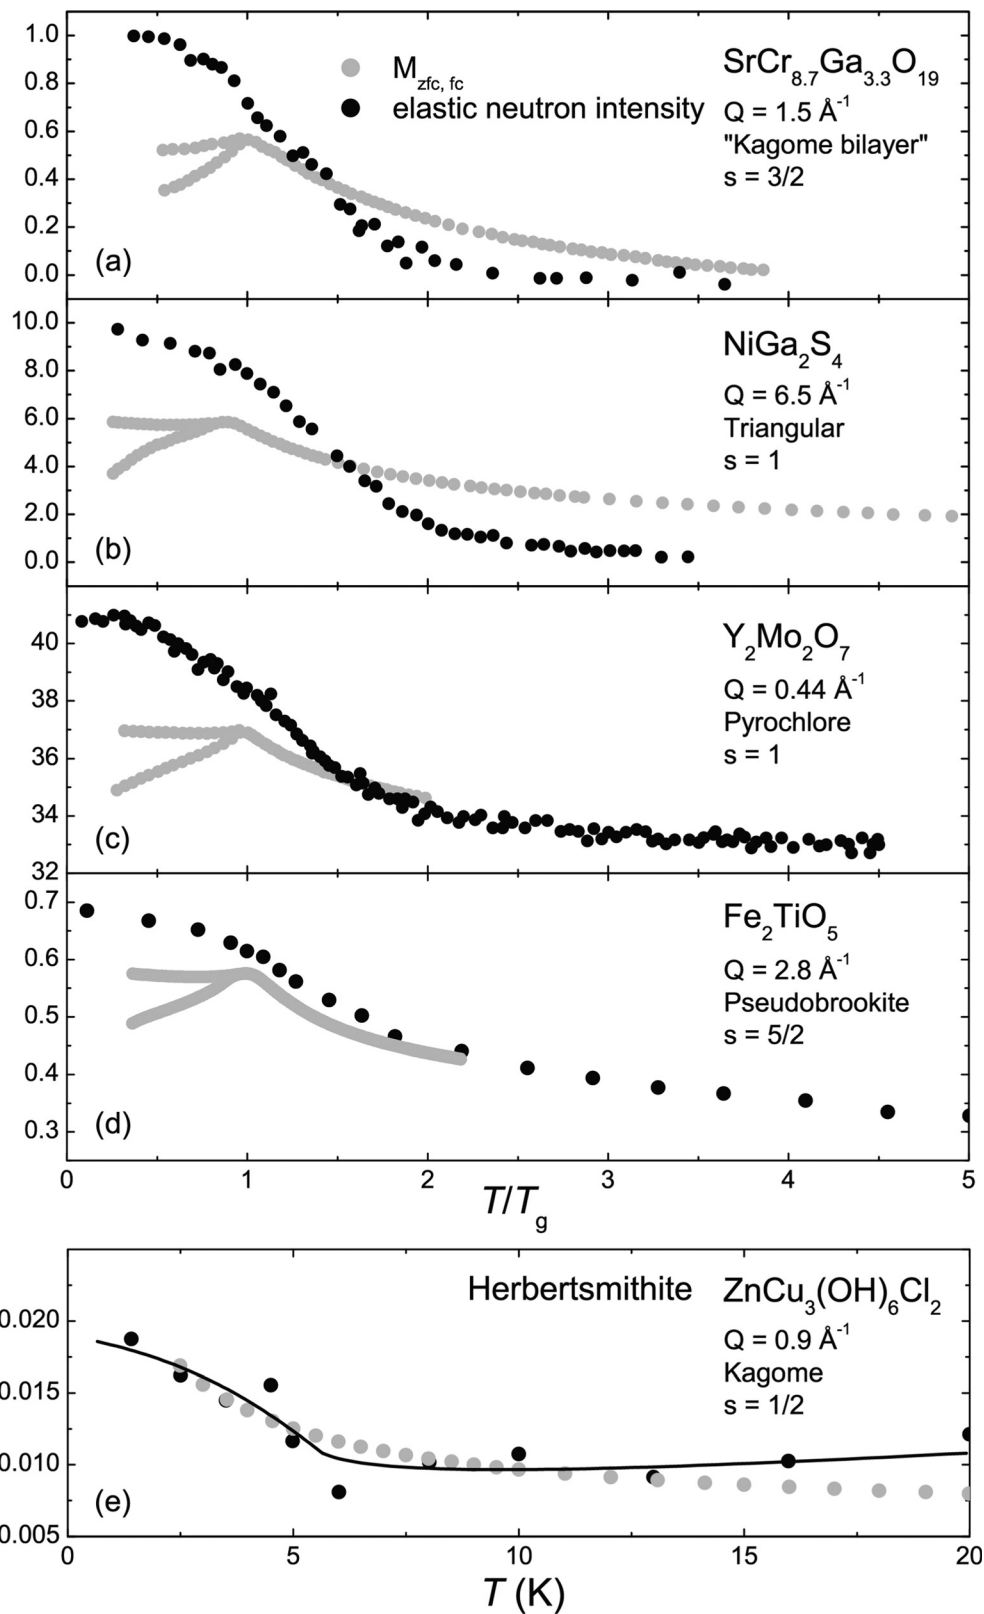 1.0
0.8
0.6
0.4
0.2
0.0
M zfc, fc
elastic neutron intensity
SrCr8.7Ga3.3O19
Q = 1.5 Å-1
"Kagome bilayer"
s = 3/2
(a)
10.0
8.0
6.0
4.0
2.0
0.0
NiGa2S4
Q = 6.5 Å-1
Triangular
s = 1
(b)
40
38
36
34
32
Y2Mo2O7
Q = 0.44 Å-1
Pyrochlore
s = 1
(c)
0.7
0.6
0.5
0.4
0.3
Fe2TiO5
Q = 2.8 Å-1
Pseudobrookite
s = 5/2
(d)
0 1 2 3 4 5
T/Tg
0.020
0.015
0.010
0.005
Herbertsmithite ZnCu3(OH)6Cl2
Q = 0.9 Å-1
Kagome
s = 1/2
(e)
0 5 10 15 20
T (K)